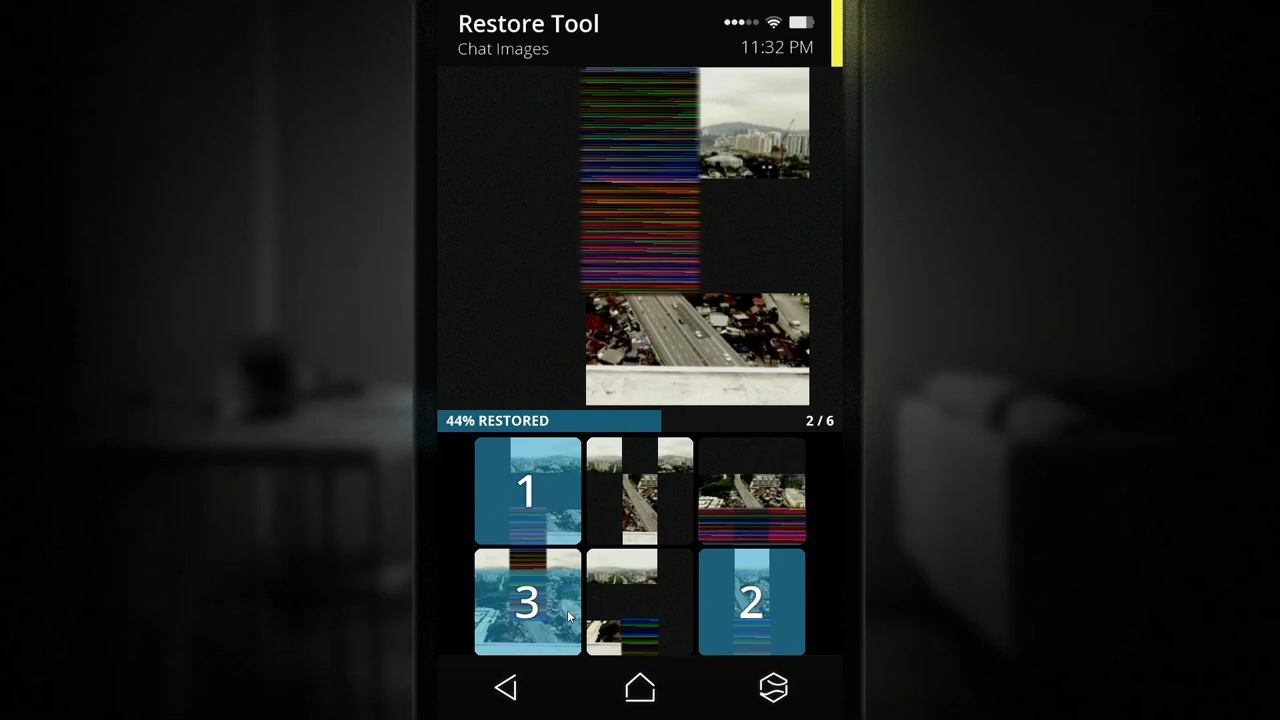 Restore Tool
Chat Images
11:32 PM
44% RESTORED
2 / 6
1
3
2